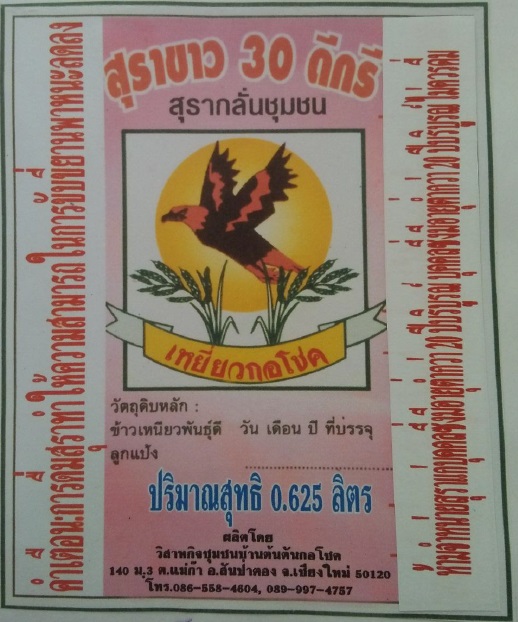 สุราขาว 30 ดีกรี
สุรากลั่นชุมชน
เหยี่ยวกอโชค
วัตถุดิบหลัก :
ข้าวเหนียวพันธุ์ดี วัน เดือน ปี ที่บรรจุ
ลูกแป้ง
ปริมาณสุทธิ 0.625 ลิตร
ผลิตโดย
วิสาหกิจชุมชนบ้านต้นตันกอโชค
140 ม.3 ต.แม่ก๊า อ.สันป่าตอง จ.เชียงใหม่ 50120
โทร.086-558-4604, 089-997-4757
คำเตือน:การดื่มสุราทำให้ความสามารถในการขับขี่ยานพาหนะลดลง
ห้ามจำหน่ายสุราแก่บุคคลซึ่งมีอายุต่ำกว่า 20 ปีบริบูรณ์ บุคคลซึ่งมีอายุต่ำกว่า 20 ปีบริบูรณ์ ไม่ควรดื่ม